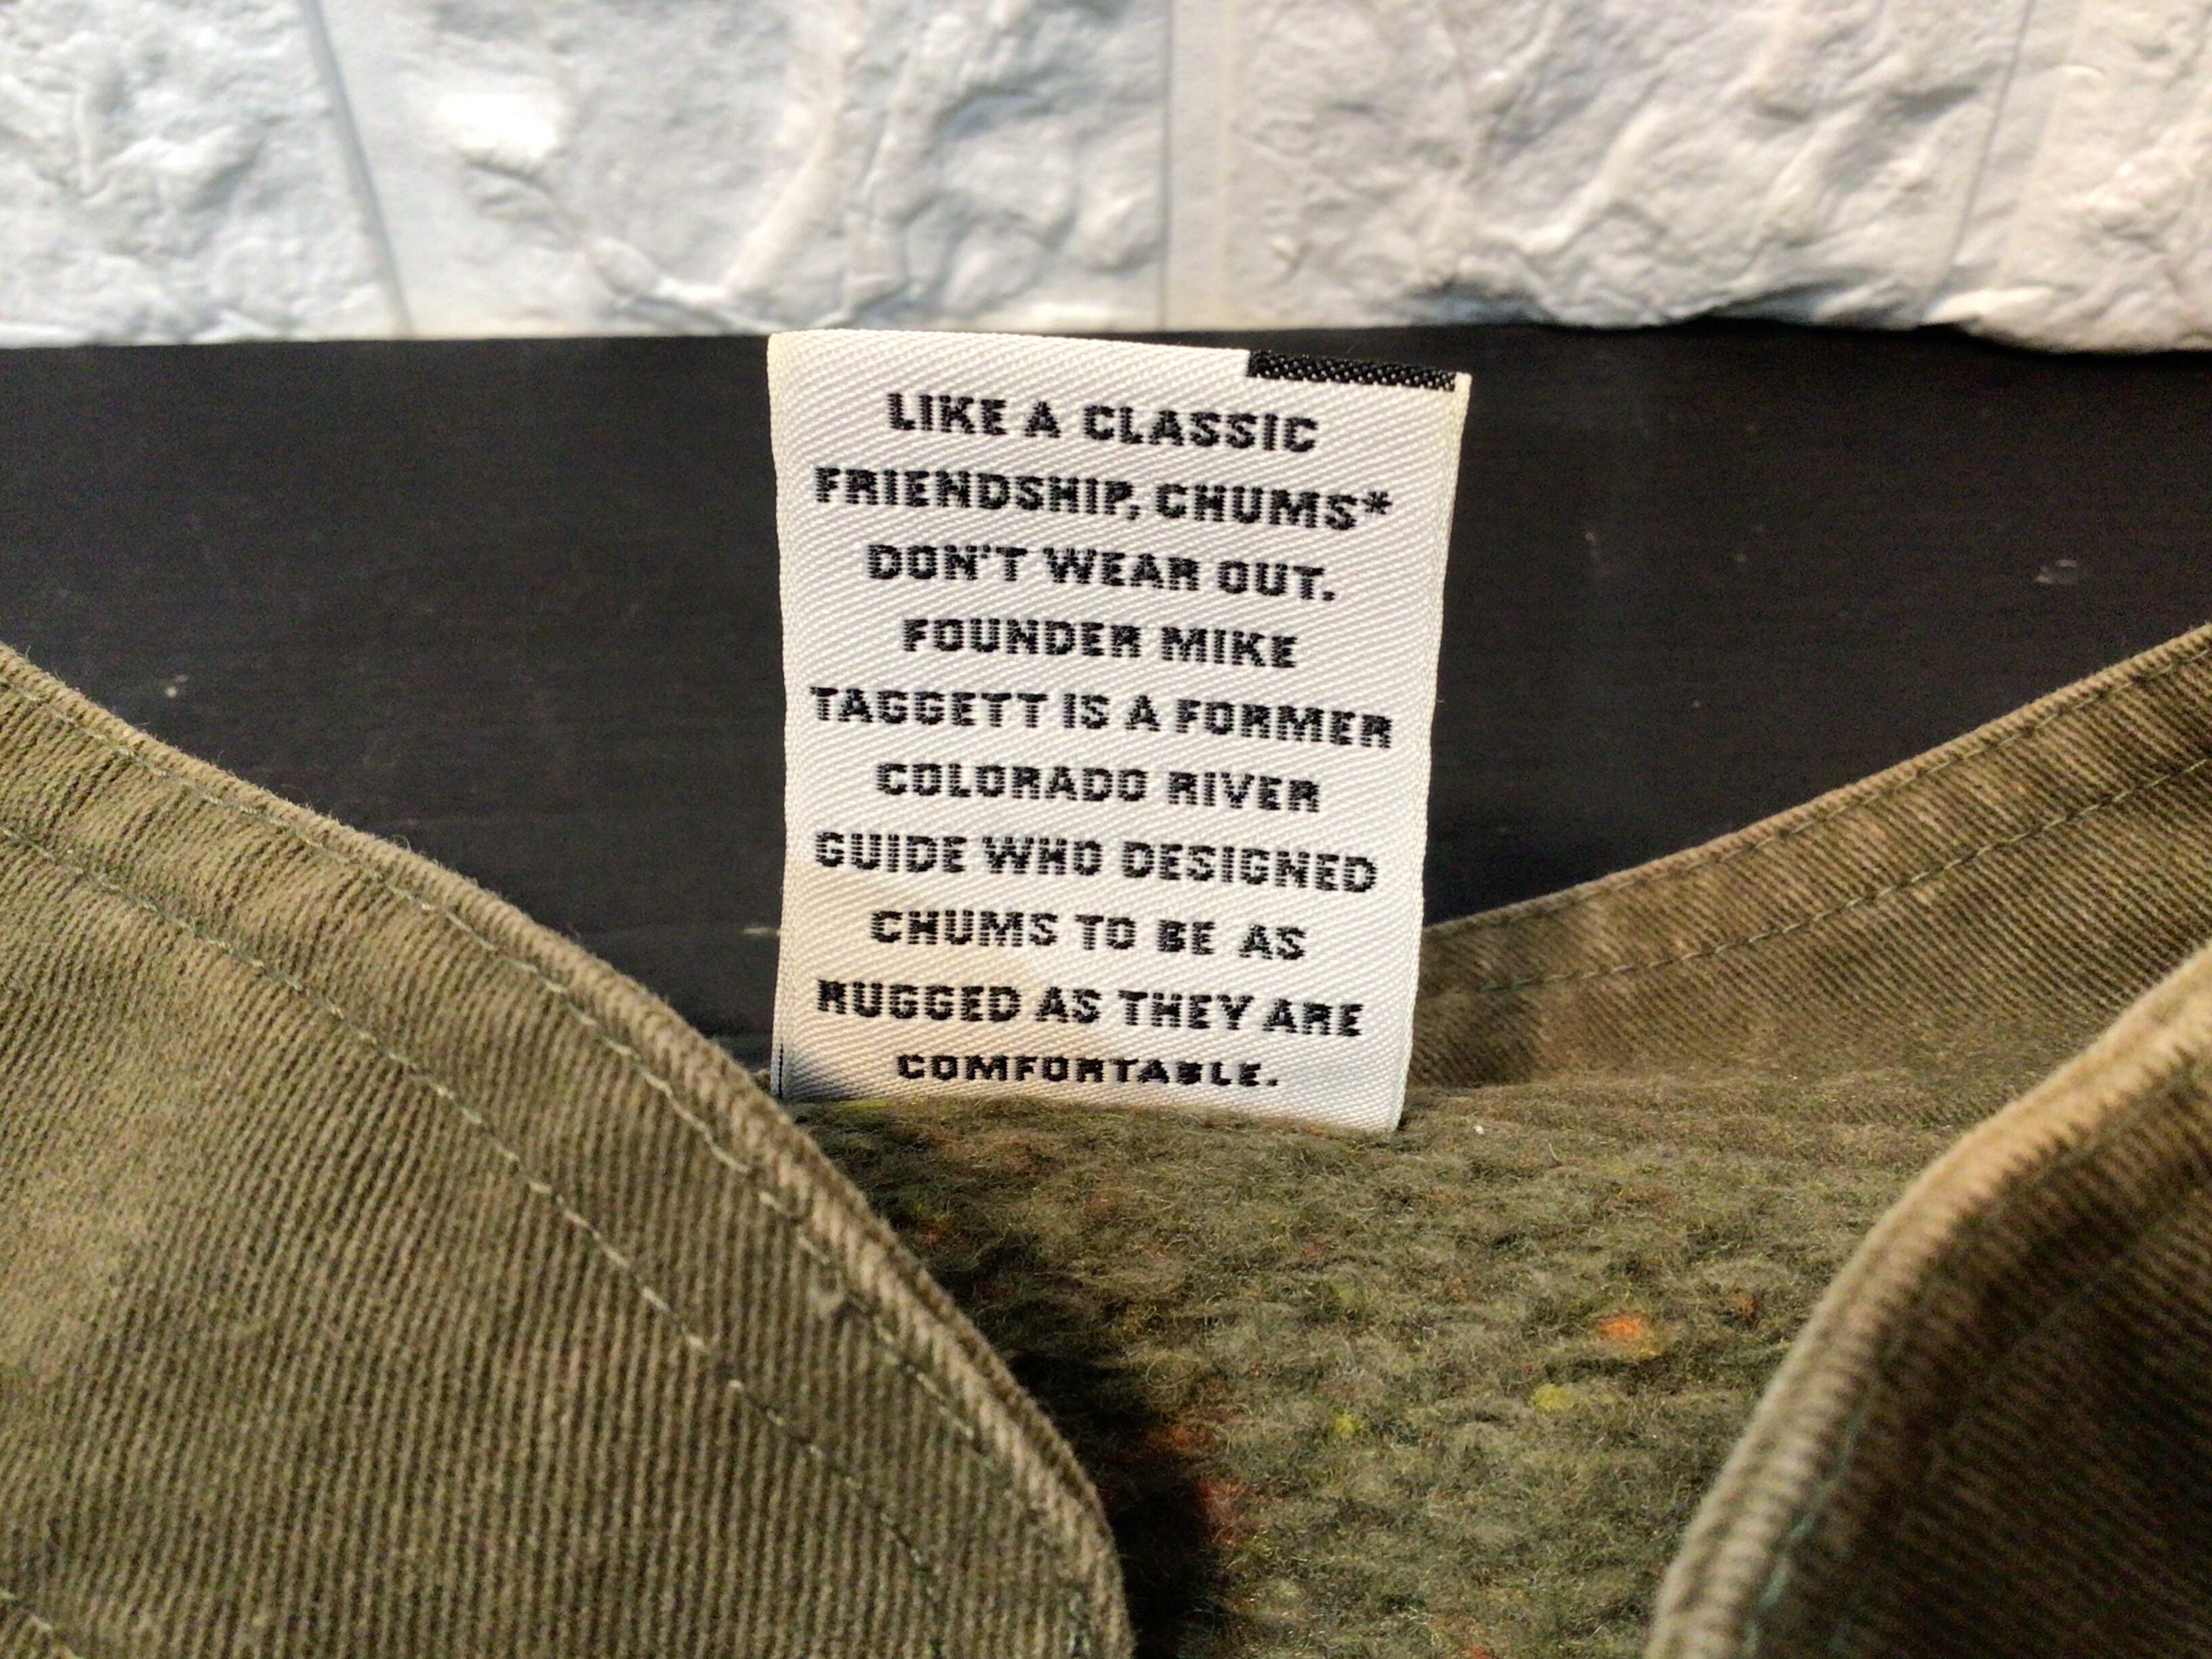 LIKE A CLASSIC
FRIENDSHIP, CHUMS*
DON'T WEAR OUT.
FOUNDER MIKE
TAGGETT IS A FORMER
COLORADO RIVER
GUIDE WHO DESIGNED
CHUMS TO BE AS
RUGGED AS THEY ARE
COMFORTABLE.